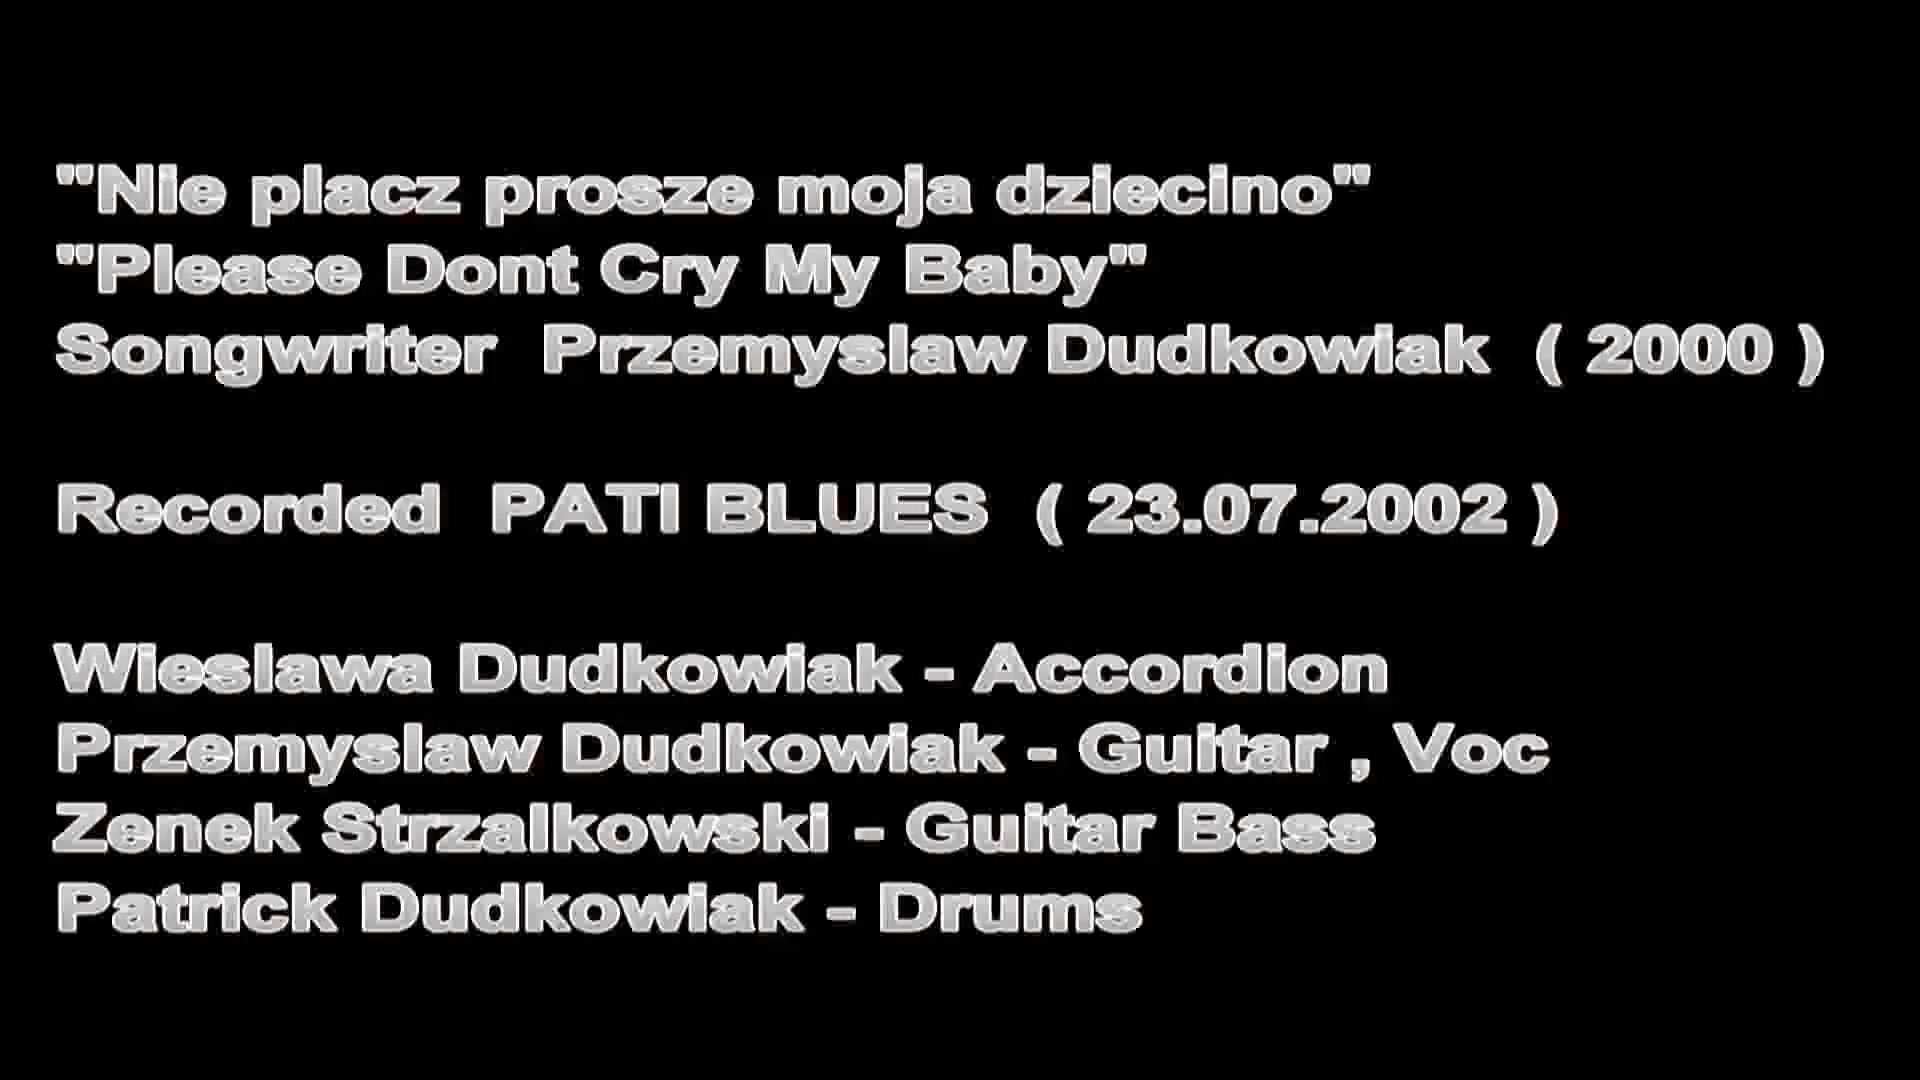 "Nie placz prosze moja dziecino"
"Please Dont Cry My Baby"
Songwriter Przemyslaw Dudkowiak ( 2000 )
Recorded PATI BLUES ( 23.07.2002 )
Wieslawa Dudkowiak - Accordion
Przemyslaw Dudkowiak - Guitar , Voc
Zenek Strzalkowski - Guitar Bass
Patrick Dudkowiak - Drums